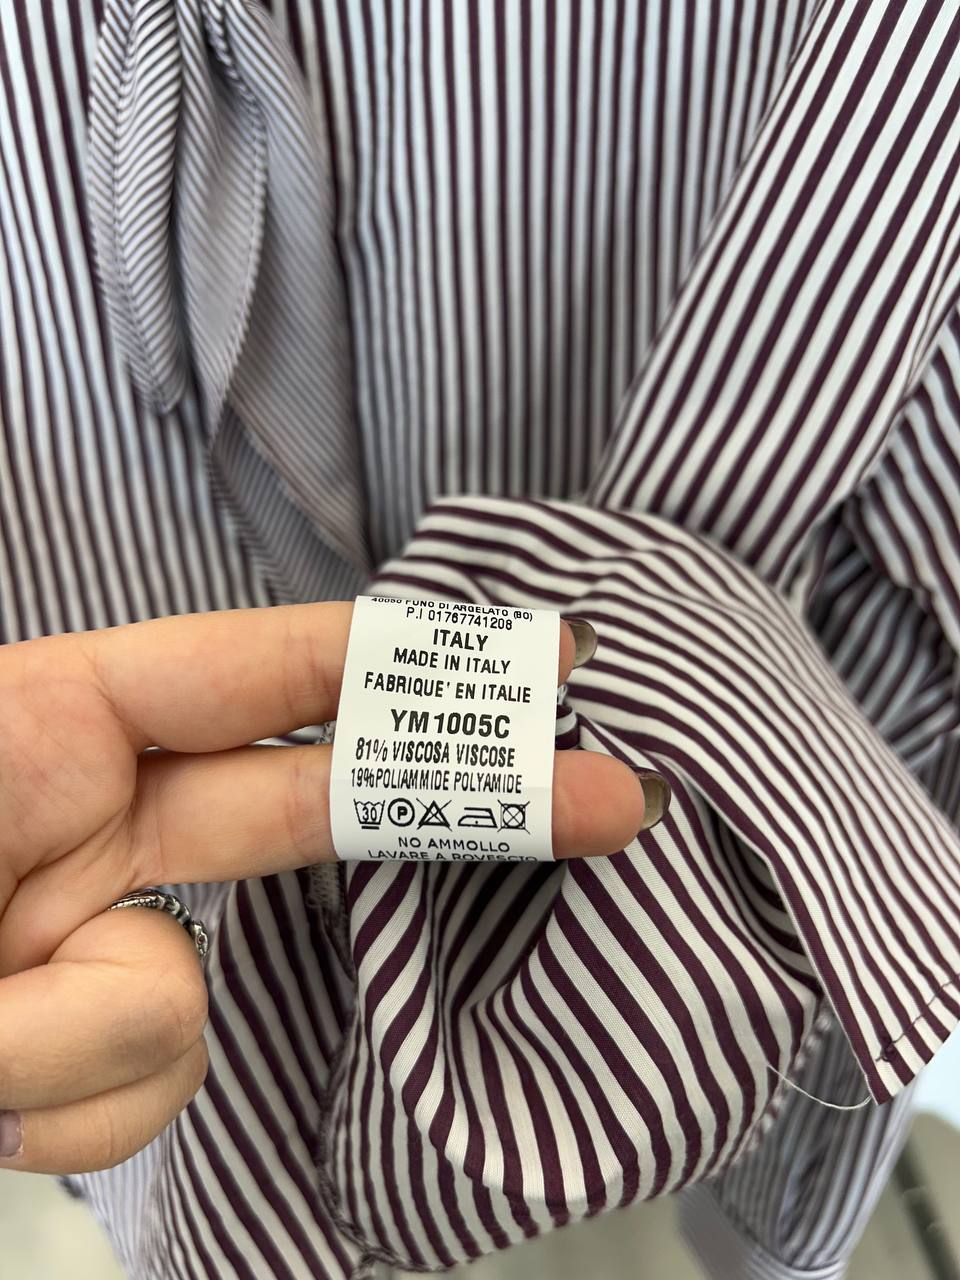 40050 FUNO DI ARGELATO (BO)
P.I 01767741208
ITALY
MADE IN ITALY
FABRIQUE' EN ITALIE
YM1005C
81% VISCOSA VISCOSE
19%POLIAMMIDE POLYAMIDE
30 P
NO AMMOLLO
LAVARE A ROVESCIO